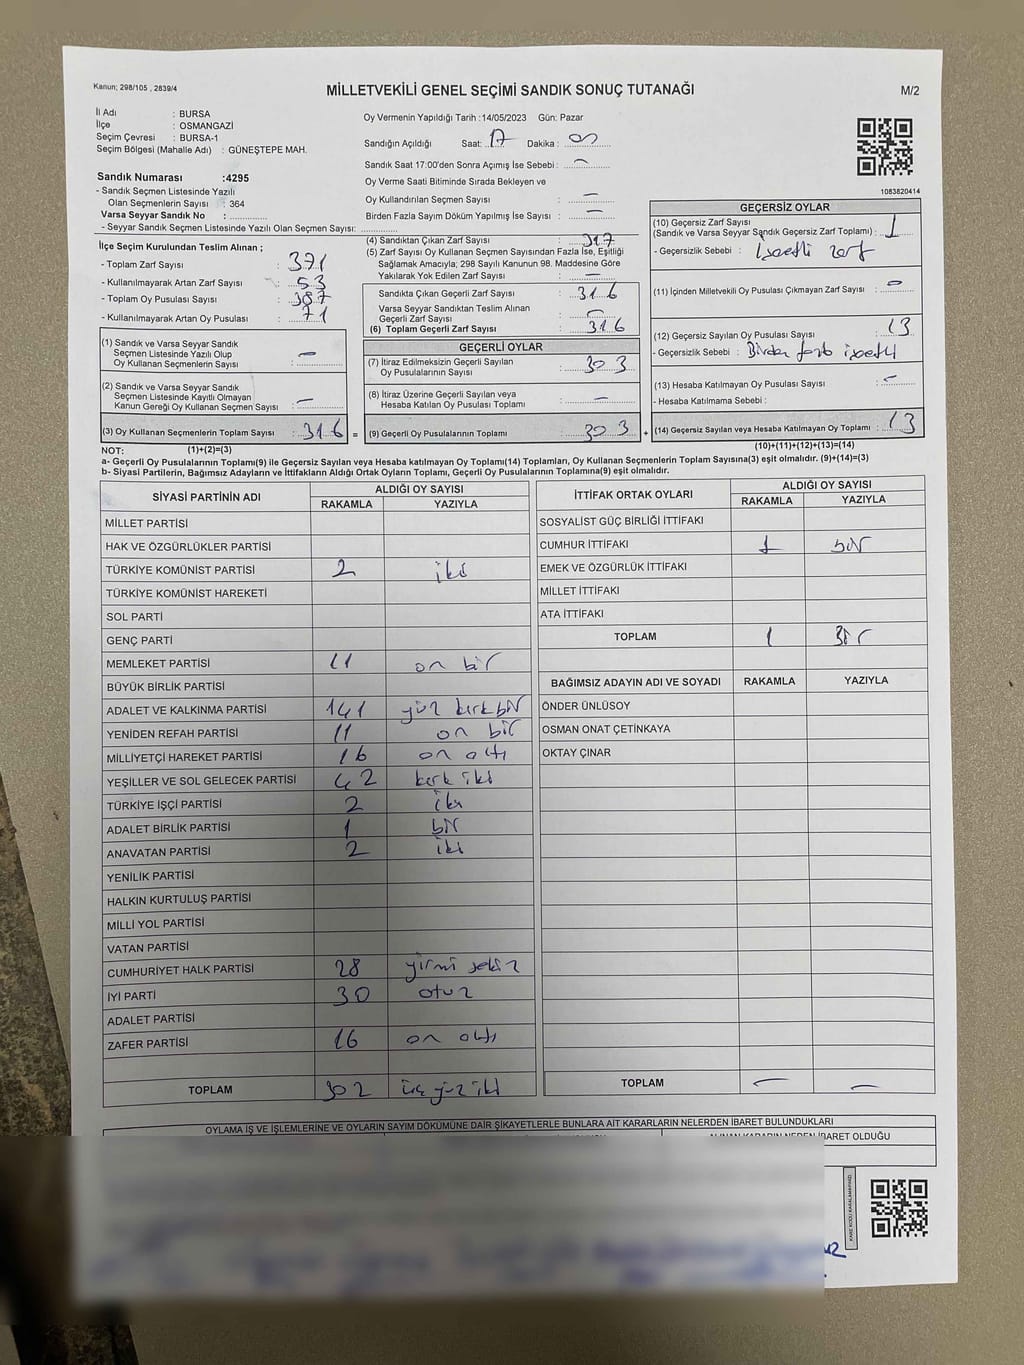 Kanun; 298/105 , 2839/4
MİLLETVEKİLİ GENEL SEÇİMİ SANDIK SONUÇ TUTANAĞI
M/2
İl Adı : BURSA
İlçe : OSMANGAZİ
Seçim Çevresi : BURSA-1
Seçim Bölgesi (Mahalle Adı) : GÜNEŞTEPE MAH.
Sandık Numarası :4295
- Sandık Seçmen Listesinde Yazılı
Olan Seçmenlerin Sayısı : 364
Varsa Seyyar Sandık No : ...............
- Seyyar Sandık Seçmen Listesinde Yazılı Olan Seçmen Sayısı: ...............
Oy Vermenin Yapıldığı Tarih :14/05/2023 Gün: Pazar
Sandığın Açıldığı Saat: 17 Dakika : 00
Sandık Saat 17:00'den Sonra Açımış İse Sebebi : —
Oy Verme Saati Bitiminde Sırada Bekleyen ve
Oy Kullandırılan Seçmen Sayısı : —
Birden Fazla Sayım Döküm Yapılmış İse Sayısı : —
1083820414
İlçe Seçim Kurulundan Teslim Alınan ;
- Toplam Zarf Sayısı : 371
- Kullanılmayarak Artan Zarf Sayısı : 53
- Toplam Oy Pusulası Sayısı : 387
- Kullanılmayarak Artan Oy Pusulası : 71
(1) Sandık ve Varsa Seyyar Sandık
Seçmen Listesinde Yazılı Olup
Oy Kullanan Seçmenlerin Sayısı : —
(2) Sandık ve Varsa Seyyar Sandık
Seçmen Listesinde Kayıtlı Olmayan
Kanun Gereği Oy Kullanan Seçmen Sayısı : —
(3) Oy Kullanan Seçmenlerin Toplam Sayısı : 316 =
(1)+(2)=(3)
(4) Sandıktan Çıkan Zarf Sayısı : 317
(5) Zarf Sayısı Oy Kullanan Seçmen Sayısından Fazla İse, Eşitliği
Sağlamak Amacıyla; 298 Sayılı Kanunun 98. Maddesine Göre
Yakılarak Yok Edilen Zarf Sayısı : —
Sandıkta Çıkan Geçerli Zarf Sayısı : 316
Varsa Seyyar Sandıktan Teslim Alınan
Geçerli Zarf Sayısı : —
(6) Toplam Geçerli Zarf Sayısı : 316
GEÇERLİ OYLAR
(7) İtiraz Edilmeksizin Geçerli Sayılan
Oy Pusulalarının Sayısı : 303
(8) İtiraz Üzerine Geçerli Sayılan veya
Hesaba Katılan Oy Pusulası Toplamı : —
(9) Geçerli Oy Pusulalarının Toplamı : 303 +
GEÇERSİZ OYLAR
(10) Geçersiz Zarf Sayısı
(Sandık ve Varsa Seyyar Sandık Geçersiz Zarf Toplamı) : 1
- Geçersizlik Sebebi : İşaretli zarf
(11) İçinden Milletvekili Oy Pusulası Çıkmayan Zarf Sayısı : —
(12) Geçersiz Sayılan Oy Pusulası Sayısı : 13
- Geçersizlik Sebebi : Birden fazla işaretli
(13) Hesaba Katılmayan Oy Pusulası Sayısı : —
- Hesaba Katılmama Sebebi :
(14) Geçersiz Sayılan veya Hesaba Katılmayan Oy Toplamı : 13
(10)+(11)+(12)+(13)=(14)
NOT:
a- Geçerli Oy Pusulalarının Toplamı(9) ile Geçersiz Sayılan veya Hesaba katılmayan Oy Toplamı(14) Toplamları, Oy Kullanan Seçmenlerin Toplam Sayısına(3) eşit olmalıdır. (9)+(14)=(3)
b- Siyasi Partilerin, Bağımsız Adayların ve İttifakların Aldığı Oyların Toplamı, Geçerli Oy Pusulalarının Toplamına(9) eşit olmalıdır.
SİYASİ PARTİNİN ADI ALDIĞI OY SAYISI
RAKAMLA YAZIYLA
MİLLET PARTİSİ
HAK VE ÖZGÜRLÜKLER PARTİSİ
TÜRKİYE KOMÜNİST PARTİSİ 2 iki
TÜRKİYE KOMÜNİST HAREKETİ
SOL PARTİ
GENÇ PARTİ
MEMLEKET PARTİSİ 11 on bir
BÜYÜK BİRLİK PARTİSİ
ADALET VE KALKINMA PARTİSİ 141 yüz kırk bir
YENİDEN REFAH PARTİSİ 11 on bir
MİLLİYETÇİ HAREKET PARTİSİ 16 on altı
YEŞİLLER VE SOL GELECEK PARTİSİ 42 kırk iki
TÜRKİYE İŞÇİ PARTİSİ 2 iki
ADALET BİRLİK PARTİSİ 1 bir
ANAVATAN PARTİSİ 2 iki
YENİLİK PARTİSİ
HALKIN KURTULUŞ PARTİSİ
MİLLİ YOL PARTİSİ
VATAN PARTİSİ
CUMHURİYET HALK PARTİSİ 28 yirmi sekiz
İYİ PARTİ 30 otuz
ADALET PARTİSİ
ZAFER PARTİSİ 16 on altı
TOPLAM 302 üç yüz iki
İTTİFAK ORTAK OYLARI ALDIĞI OY SAYISI
RAKAMLA YAZIYLA
SOSYALİST GÜÇ BİRLİĞİ İTTİFAKI
CUMHUR İTTİFAKI 1 bir
EMEK VE ÖZGÜRLÜK İTTİFAKI
MİLLET İTTİFAKI
ATA İTTİFAKI
TOPLAM 1 Bir
BAĞIMSIZ ADAYIN ADI VE SOYADI RAKAMLA YAZIYLA
ÖNDER ÜNLÜSOY
OSMAN ONAT ÇETİNKAYA
OKTAY ÇINAR
TOPLAM — —
OYLAMA İŞ VE İŞLEMLERİNE VE OYLARIN SAYIM DÖKÜMÜNE DAİR ŞİKAYETLERLE BUNLARA AİT KARARLARIN NELERDEN İBARET BULUNDUKLARI
ALINAN KARARIN NEDEN İBARET OLDUĞU
KARE KODU KARALAMAYINIZ!